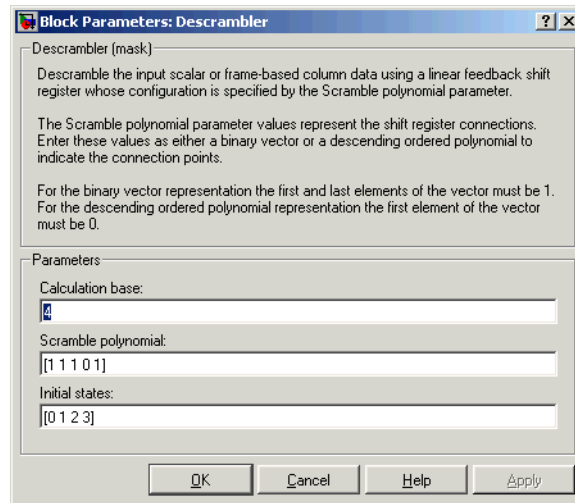 Block Parameters: Descrambler
Descrambler (mask)
Descramble the input scalar or frame-based column data using a linear feedback shift
register whose configuration is specified by the Scramble polynomial parameter.
The Scramble polynomial parameter values represent the shift register connections.
Enter these values as either a binary vector or a descending ordered polynomial to
indicate the connection points.
For the binary vector representation the first and last elements of the vector must be 1.
For the descending ordered polynomial representation the first element of the vector
must be 0.
Parameters
Calculation base:
4
Scramble polynomial:
[1 1 1 0 1]
Initial states:
[0 1 2 3]
OK Cancel Help Apply